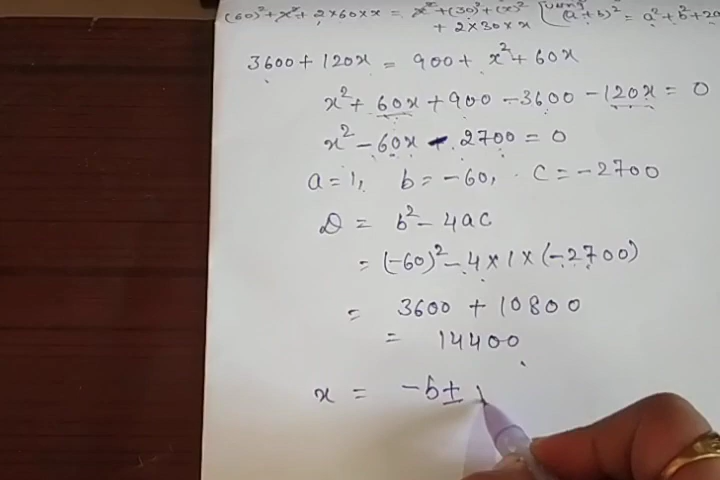 (60)² + x² + 2×60×x = x² + (30)² + (x)² [using (a+b)² = a² + b² + 2a
+ 2×30×x
3600 + 120x = 900 + x² + 60x
x² + 60x + 900 - 3600 - 120x = 0
x² - 60x - 2700 = 0
a = 1, b = -60, c = -2700
D = b² - 4ac
= (-60)² - 4×1×(-2700)
= 3600 + 10800
= 14400
x = -b ±